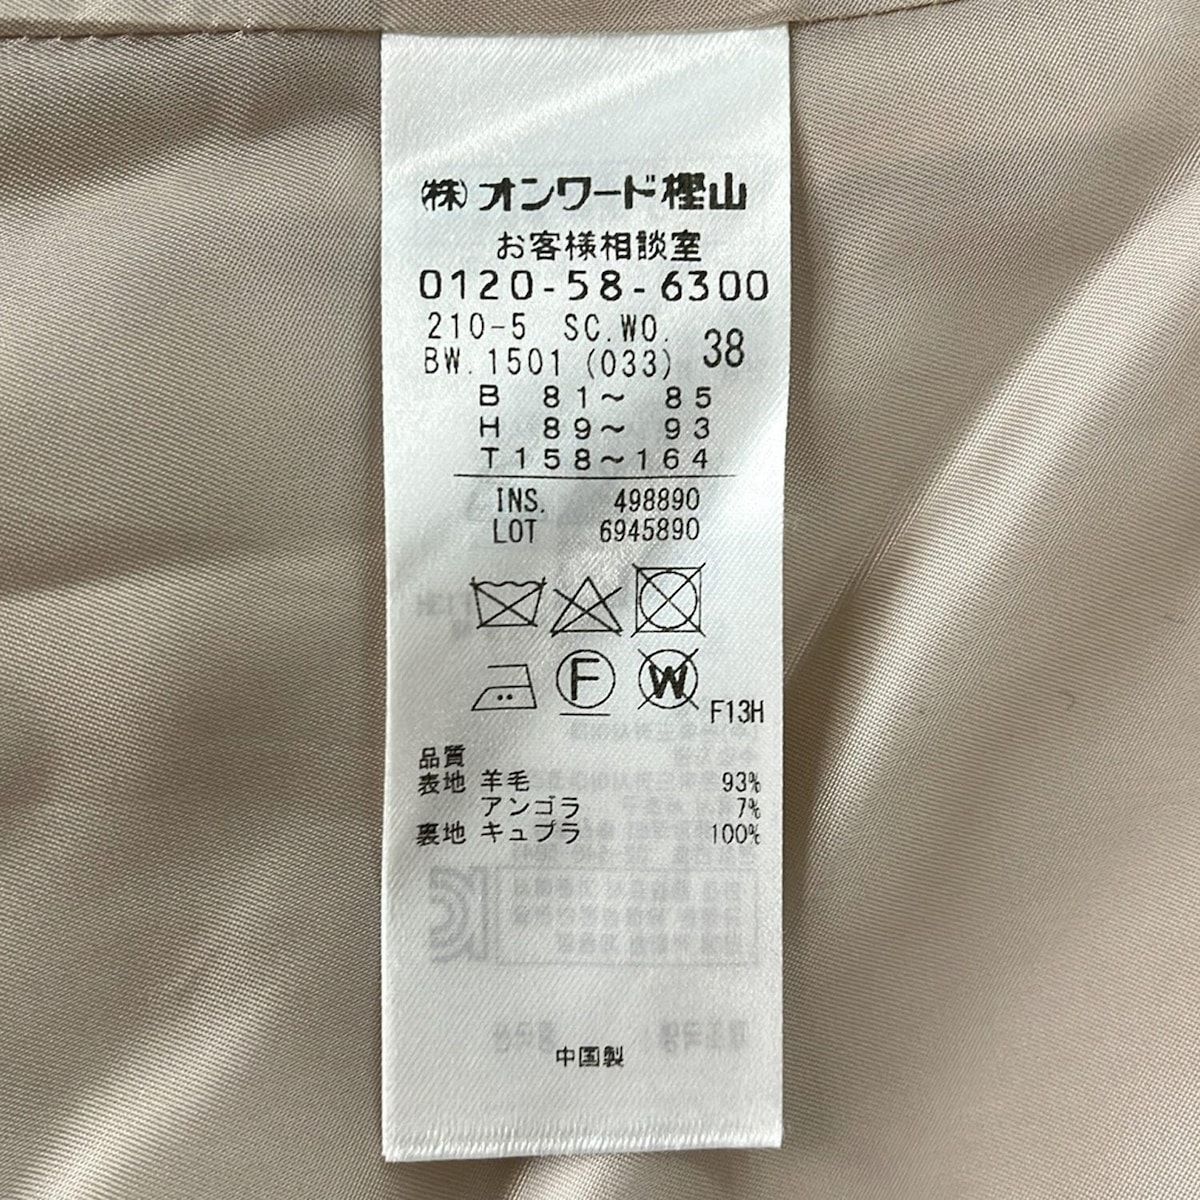 (株)オンワード樫山
お客様相談室
0120-58-6300
210-5 SC.WO.
BW.1501 (033) 38
B 81～ 85
H 89～ 93
T158～164
INS. 498890
LOT 6945890
F W
F13H
品質
表地 羊毛 93%
アンゴラ 7%
裏地 キュプラ 100%
中国製